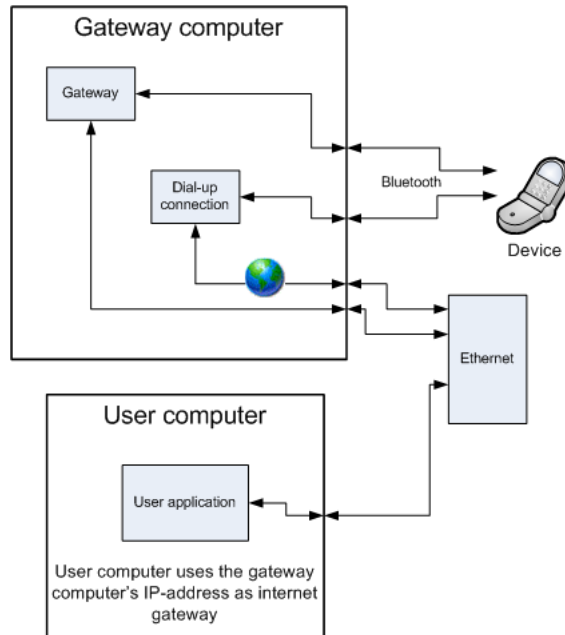 Gateway computer
Gateway
Dial-up
connection
Bluetooth
Device
Ethernet
User computer
User application
User computer uses the gateway
computer's IP-address as internet
gateway